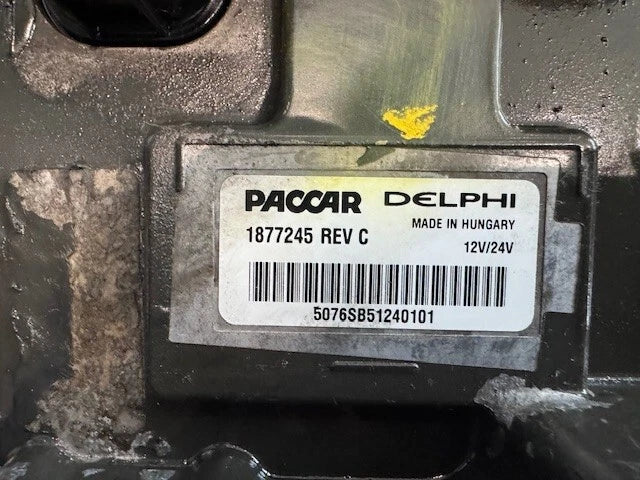 PACCAR DELPHI
MADE IN HUNGARY
1877245 REV C
12V/24V
5076SB51240101